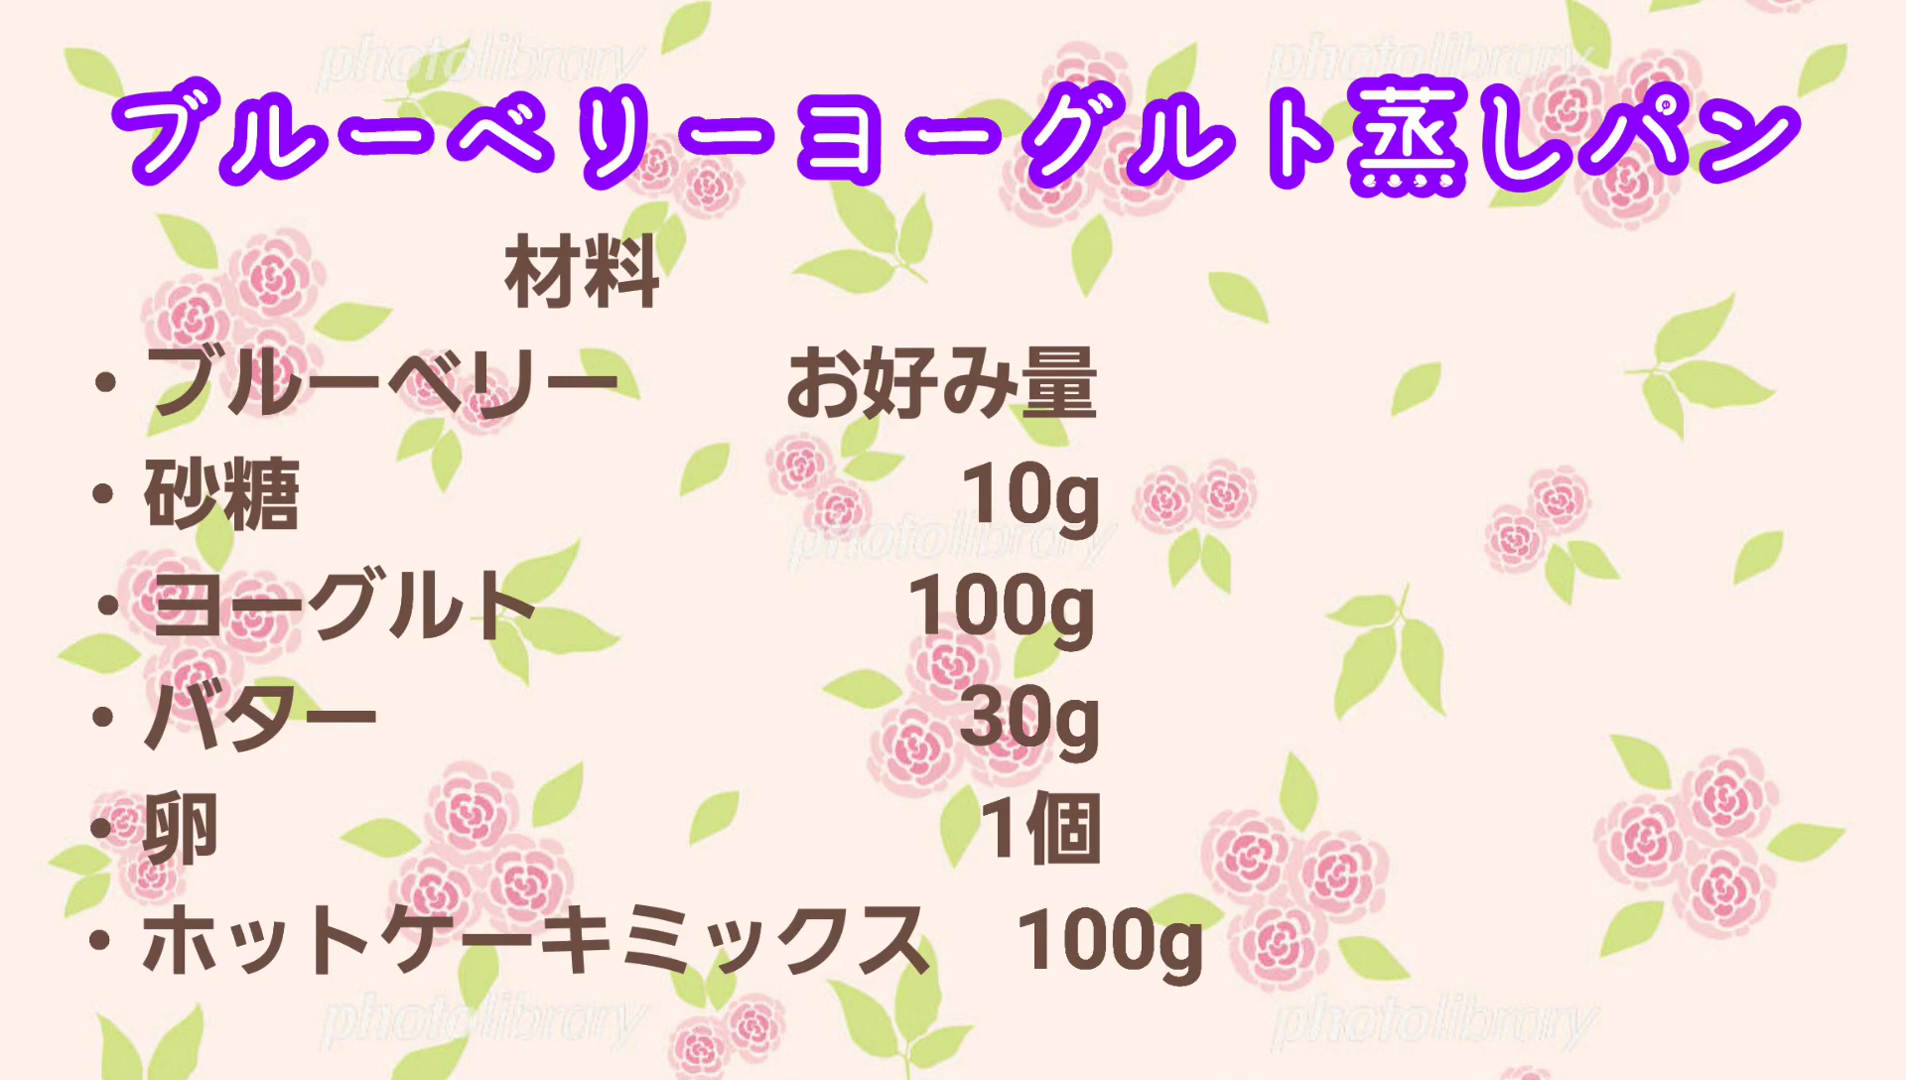 photolibrary photolibrary
ブルーベリーヨーグルト蒸しパン
材料
・ブルーベリー お好み量
・砂糖 10g
photolibrary
・ヨーグルト 100g
・バター 30g
・卵 1個
・ホットケーキミックス 100g
photolibrary photolibrary